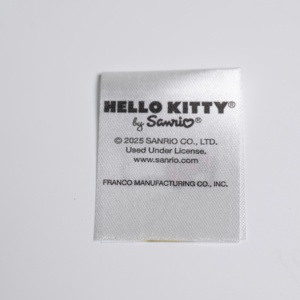 HELLO KITTY®
by Sanrio®
© 2025 SANRIO CO., LTD.
Used Under License.
www.sanrio.com
FRANCO MANUFACTURING CO., INC.